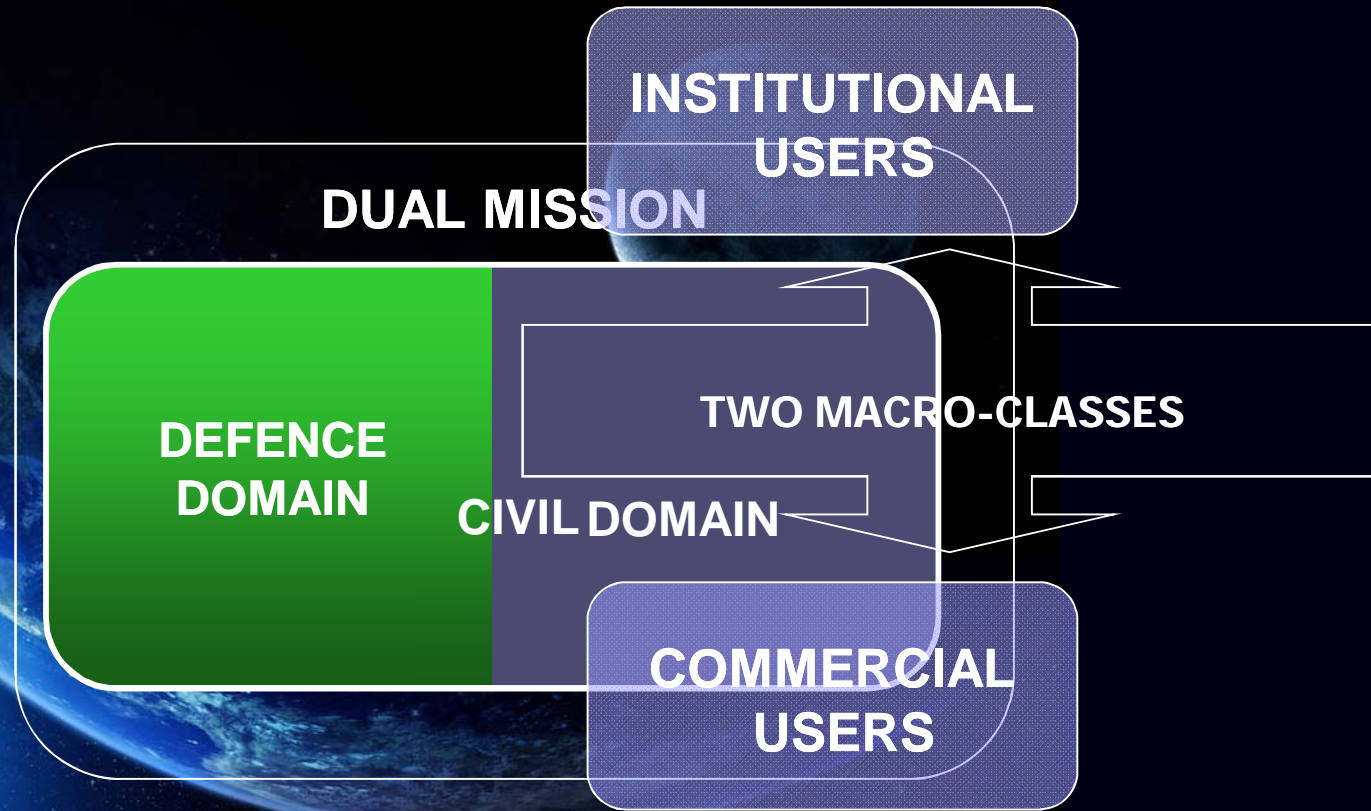 INSTITUTIONAL
USERS
DUAL MISSION
TWO MACRO-CLASSES
DEFENCE
DOMAIN
CIVIL DOMAIN
COMMERCIAL
USERS